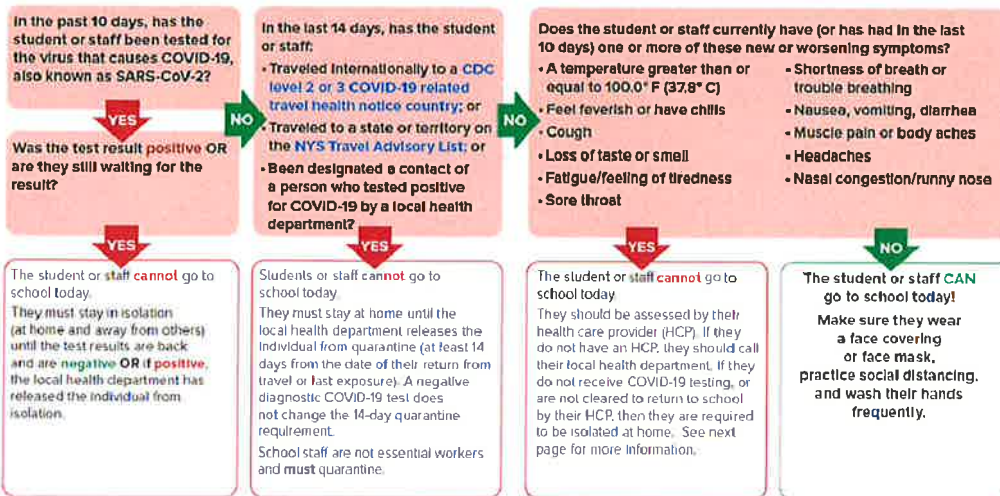 In the past 10 days, has the
student or staff been tested for
the virus that causes COVID-19,
also known as SARS-CoV-2?
YES
Was the test result positive OR
are they still waiting for the
result?
YES
The student or staff cannot go to
school today.
They must stay in isolation
(at home and away from others)
until the test results are back
and are negative OR if positive,
the local health department has
released the individual from
isolation.
NO
In the last 14 days, has the student
or staff:
• Traveled internationally to a CDC
level 2 or 3 COVID-19 related
travel health notice country; or
• Traveled to a state or territory on
the NYS Travel Advisory List; or
• Been designated a contact of
a person who tested positive
for COVID-19 by a local health
department?
YES
Students or staff cannot go to
school today.
They must stay at home until the
local health department releases the
individual from quarantine (at least 14
days from the date of their return from
travel or last exposure). A negative
diagnostic COVID-19 test does
not change the 14-day quarantine
requirement.
School staff are not essential workers
and must quarantine.
NO
Does the student or staff currently have (or has had in the last
10 days) one or more of these new or worsening symptoms?
• A temperature greater than or
equal to 100.0° F (37.8° C)
• Feel feverish or have chills
• Cough
• Loss of taste or smell
• Fatigue/feeling of tiredness
• Sore throat
• Shortness of breath or
trouble breathing
• Nausea, vomiting, diarrhea
• Muscle pain or body aches
• Headaches
• Nasal congestion/runny nose
YES
The student or staff cannot go to
school today.
They should be assessed by their
health care provider (HCP). If they
do not have an HCP, they should call
their local health department. If they
do not receive COVID-19 testing, or
are not cleared to return to school
by their HCP, then they are required
to be isolated at home. See next
page for more information.
NO
The student or staff CAN
go to school today!
Make sure they wear
a face covering
or face mask,
practice social distancing,
and wash their hands
frequently.